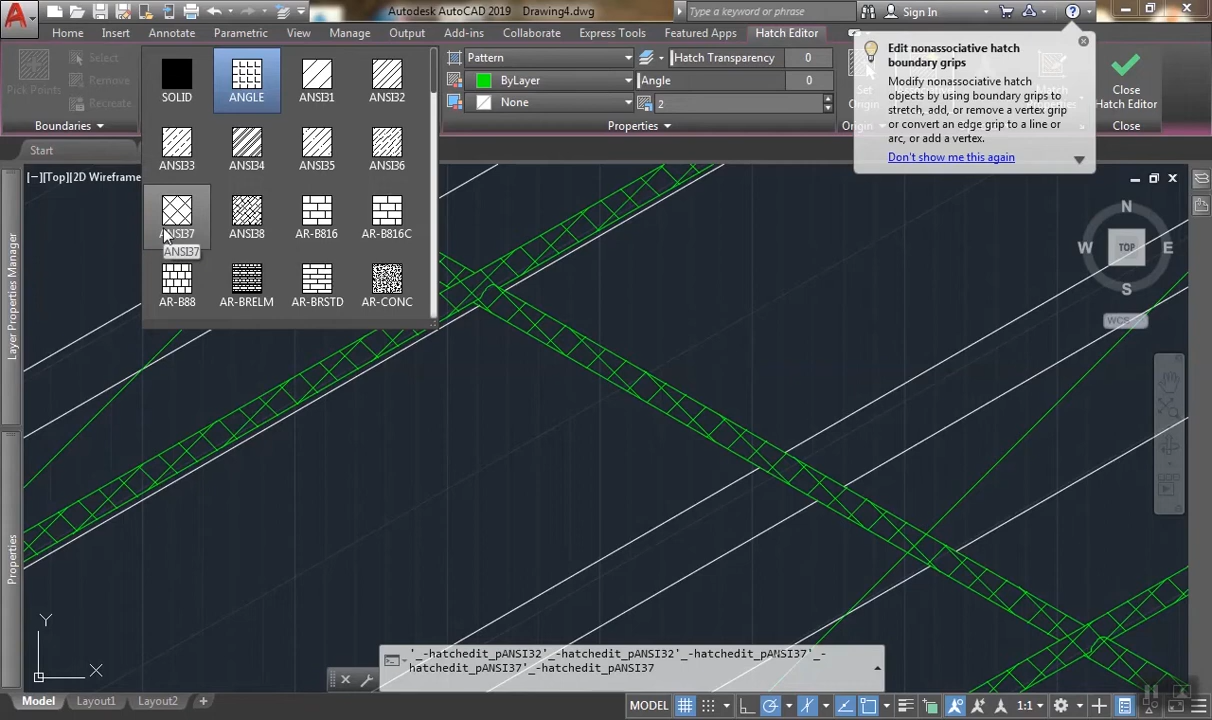 Autodesk AutoCAD 2019 Drawing4.dwg
Type a keyword or phrase
Sign In
Home Insert Annotate Parametric View Manage Output Add-ins Collaborate Express Tools Featured Apps Hatch Editor
Pick Points
Select
Remove
Recreate
Boundaries
SOLID ANGLE ANSI31 ANSI32
ANSI33 ANSI34 ANSI35 ANSI36
ANSI37 ANSI38 AR-B816 AR-B816C
ANSI37
AR-B88 AR-BRELM AR-BRSTD AR-CONC
Pattern
ByLayer
None
Hatch Transparency 0
Angle 0
2
Properties
Set
Origin
Origin
Match
Close
Hatch Editor
Close
Edit nonassociative hatch
boundary grips
Modify nonassociative hatch
objects by using boundary grips to
stretch, add, or remove a vertex grip
or convert an edge grip to a line or
arc, or add a vertex.
Don't show me this again
Start
[−][Top][2D Wireframe
Layer Properties Manager
Properties
N
W TOP E
S
WCS
Y
X
'_-hatchedit_pANSI32'_-hatchedit_pANSI32'_-hatchedit_pANSI37'_-
hatchedit_pANSI37'_-hatchedit_pANSI37
Model Layout1 Layout2 +
MODEL
1:1